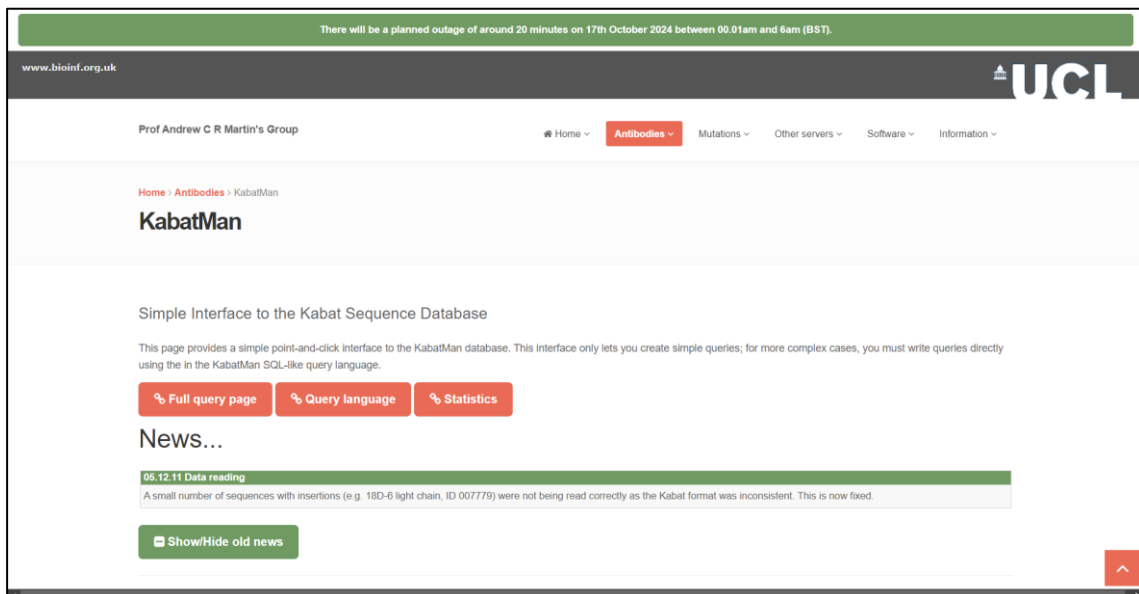 There will be a planned outage of around 20 minutes on 17th October 2024 between 00.01am and 6am (BST).
www.bioinf.org.uk
UCL
Prof Andrew C R Martin's Group
Home
Antibodies
Mutations
Other servers
Software
Information
Home > Antibodies > KabatMan
KabatMan
Simple Interface to the Kabat Sequence Database
This page provides a simple point-and-click interface to the KabatMan database. This interface only lets you create simple queries; for more complex cases, you must write queries directly
using the in the KabatMan SQL-like query language.
Full query page
Query language
Statistics
News...
05.12.11 Data reading
A small number of sequences with insertions (e.g. 18D-6 light chain, ID 007779) were not being read correctly as the Kabat format was inconsistent. This is now fixed.
Show/Hide old news